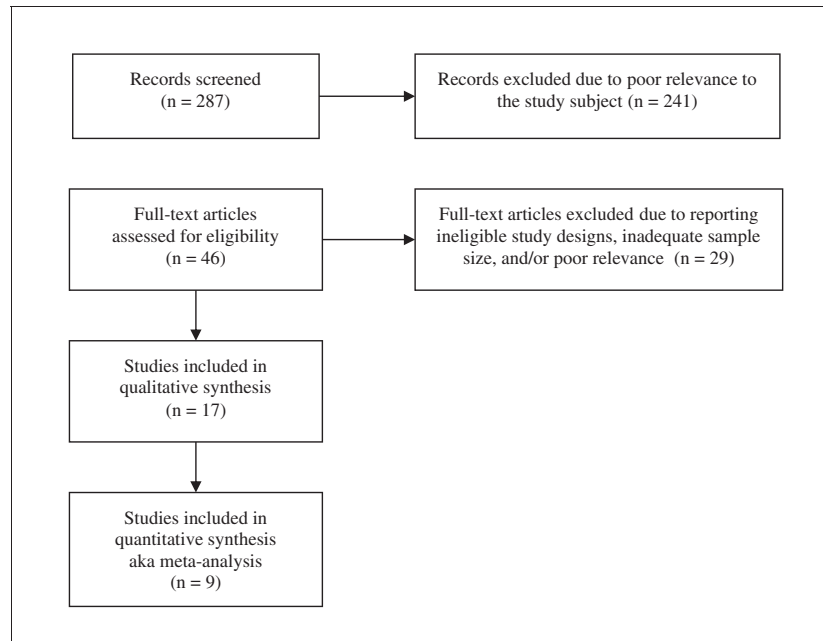 Records screened
(n = 287)
Records excluded due to poor relevance to
the study subject (n = 241)
Full-text articles
assessed for eligibility
(n = 46)
Full-text articles excluded due to reporting
ineligible study designs, inadequate sample
size, and/or poor relevance (n = 29)
Studies included in
qualitative synthesis
(n = 17)
Studies included in
quantitative synthesis
aka meta-analysis
(n = 9)